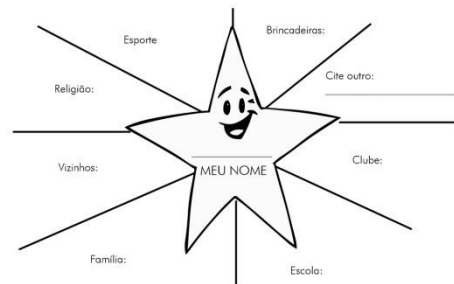 Esporte
Brincadeiras:
Religião:
Cite outro:
Vizinhos:
MEU NOME
Clube:
Família:
Escola: